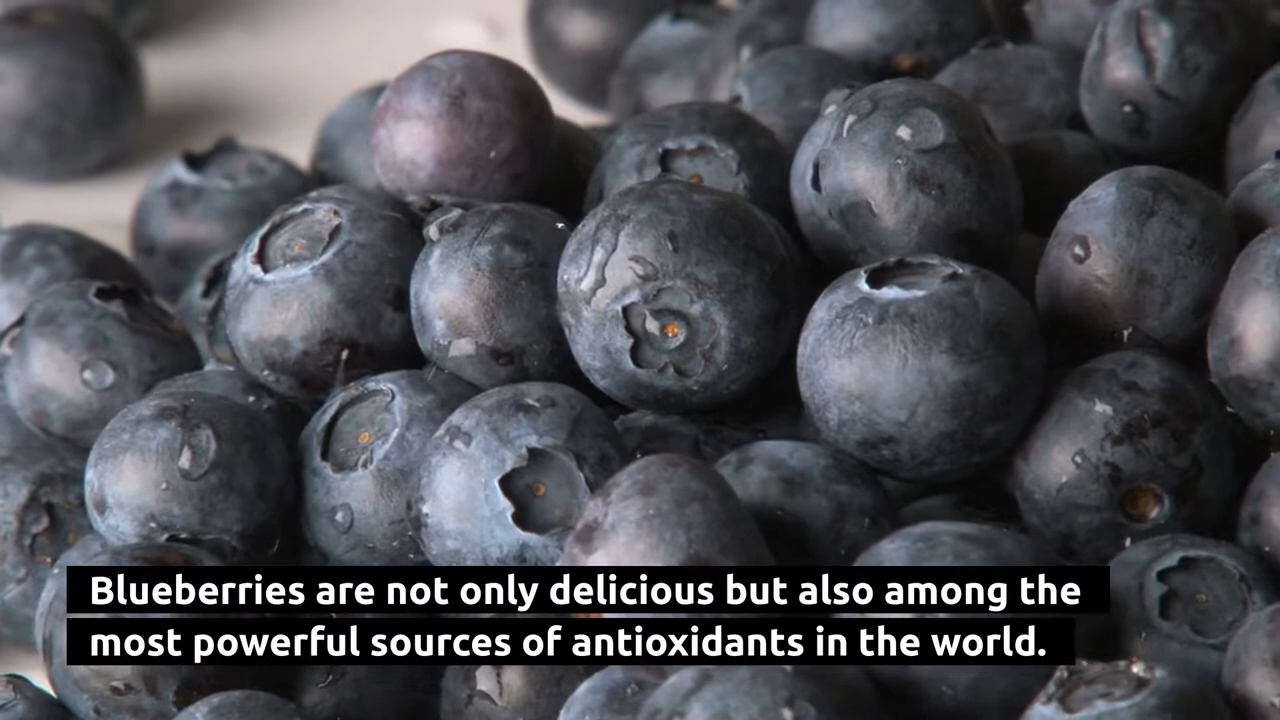 Blueberries are not only delicious but also among the
most powerful sources of antioxidants in the world.